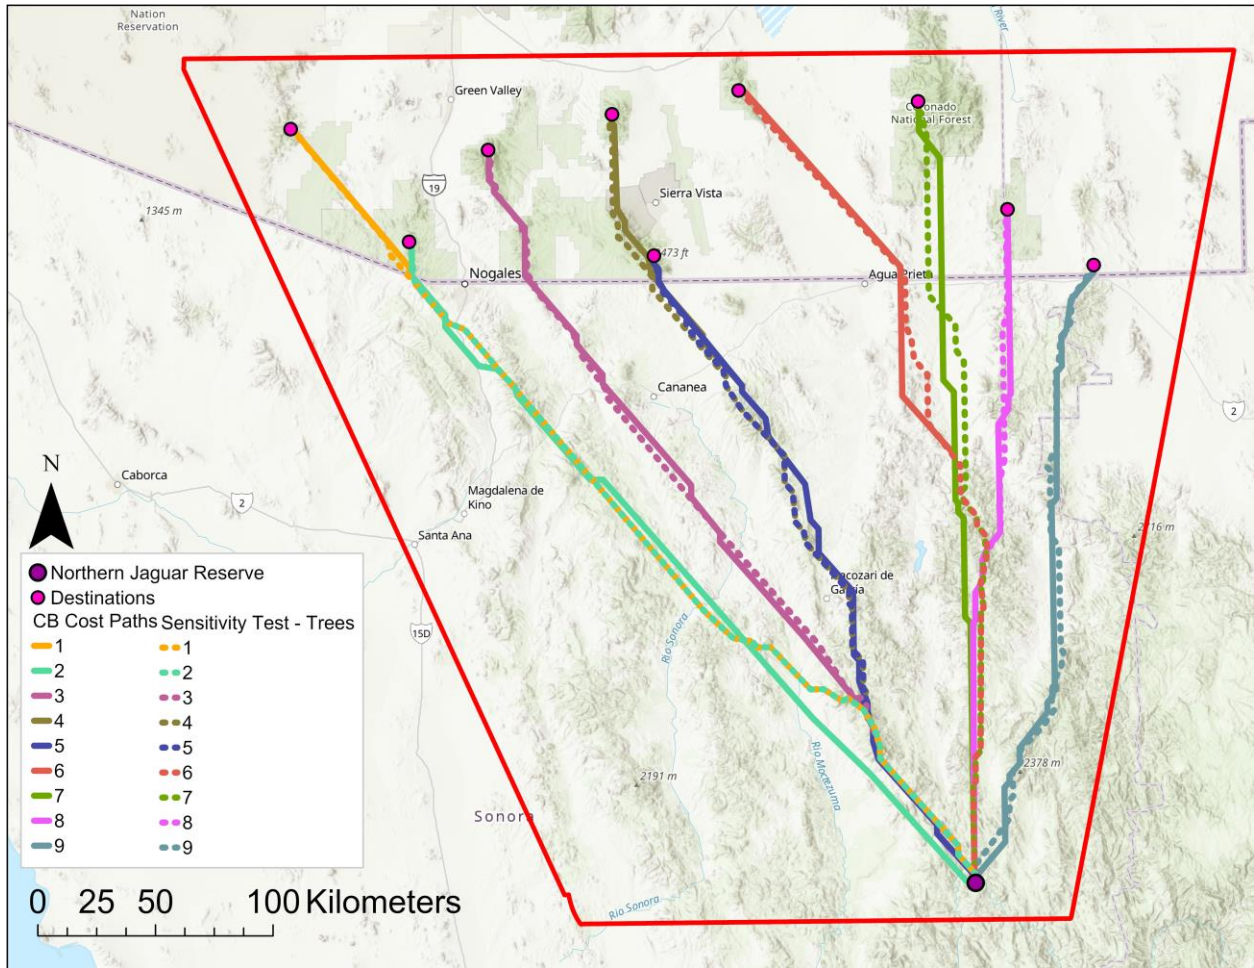 Nation
Reservation
River
Green Valley
Coronado
National Forest
19
Sierra Vista
1345 m
473 ft
Nogales
Agua Prieta
Cananea
2
Caborca
2
Magdalena de
Kino
Santa Ana
2116 m
Nacozari de
García
15D
Río Sonora
Río Moctezuma
2191 m
2378 m
Sonora
Río Sonora
N
Northern Jaguar Reserve
Destinations
CB Cost Paths Sensitivity Test - Trees
1 1
2 2
3 3
4 4
5 5
6 6
7 7
8 8
9 9
0 25 50 100 Kilometers